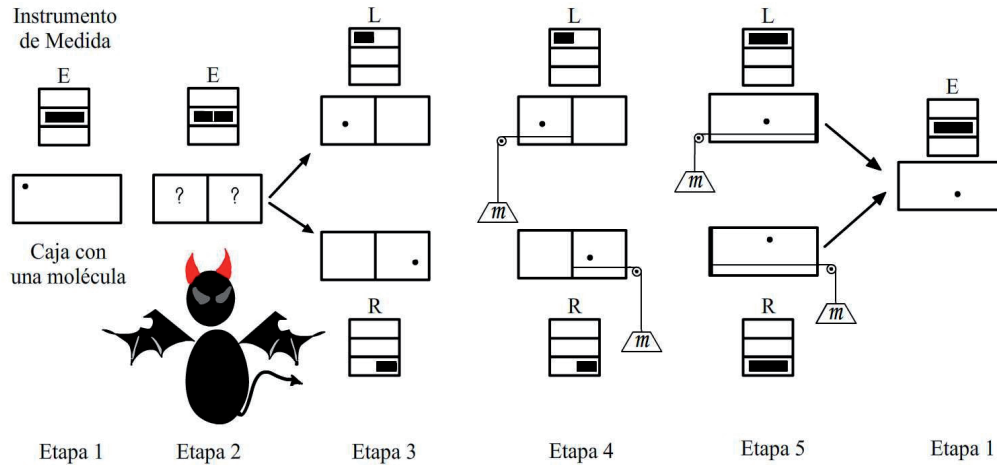 Instrumento
de Medida
E
E
L
L
L
E
?
?
m
m
Caja con
una molécula
R
R
R
m
m
Etapa 1
Etapa 2
Etapa 3
Etapa 4
Etapa 5
Etapa 1